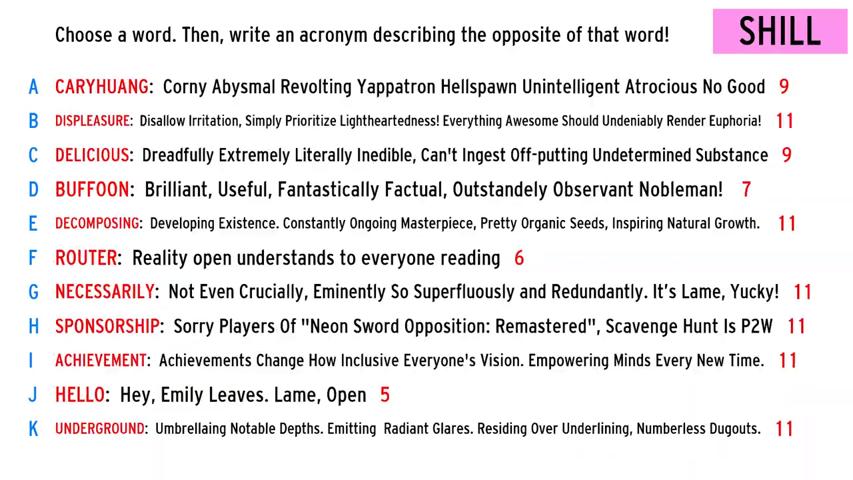 Choose a word. Then, write an acronym describing the opposite of that word!
SHILL
A CARYHUANG: Corny Abysmal Revolting Yappatron Hellspawn Unintelligent Atrocious No Good 9
B DISPLEASURE: Disallow Irritation, Simply Prioritize Lightheartedness! Everything Awesome Should Undeniably Render Euphoria! 11
C DELICIOUS: Dreadfully Extremely Literally Inedible, Can't Ingest Off-putting Undetermined Substance 9
D BUFFOON: Brilliant, Useful, Fantastically Factual, Outstandely Observant Nobleman! 7
E DECOMPOSING: Developing Existence. Constantly Ongoing Masterpiece, Pretty Organic Seeds, Inspiring Natural Growth. 11
F ROUTER: Reality open understands to everyone reading 6
G NECESSARILY: Not Even Crucially, Eminently So Superfluously and Redundantly. It's Lame, Yucky! 11
H SPONSORSHIP: Sorry Players Of "Neon Sword Opposition: Remastered", Scavenge Hunt Is P2W 11
I ACHIEVEMENT: Achievements Change How Inclusive Everyone's Vision. Empowering Minds Every New Time. 11
J HELLO: Hey, Emily Leaves. Lame, Open 5
K UNDERGROUND: Umbrellaing Notable Depths. Emitting Radiant Glares. Residing Over Underlining, Numberless Dugouts. 11